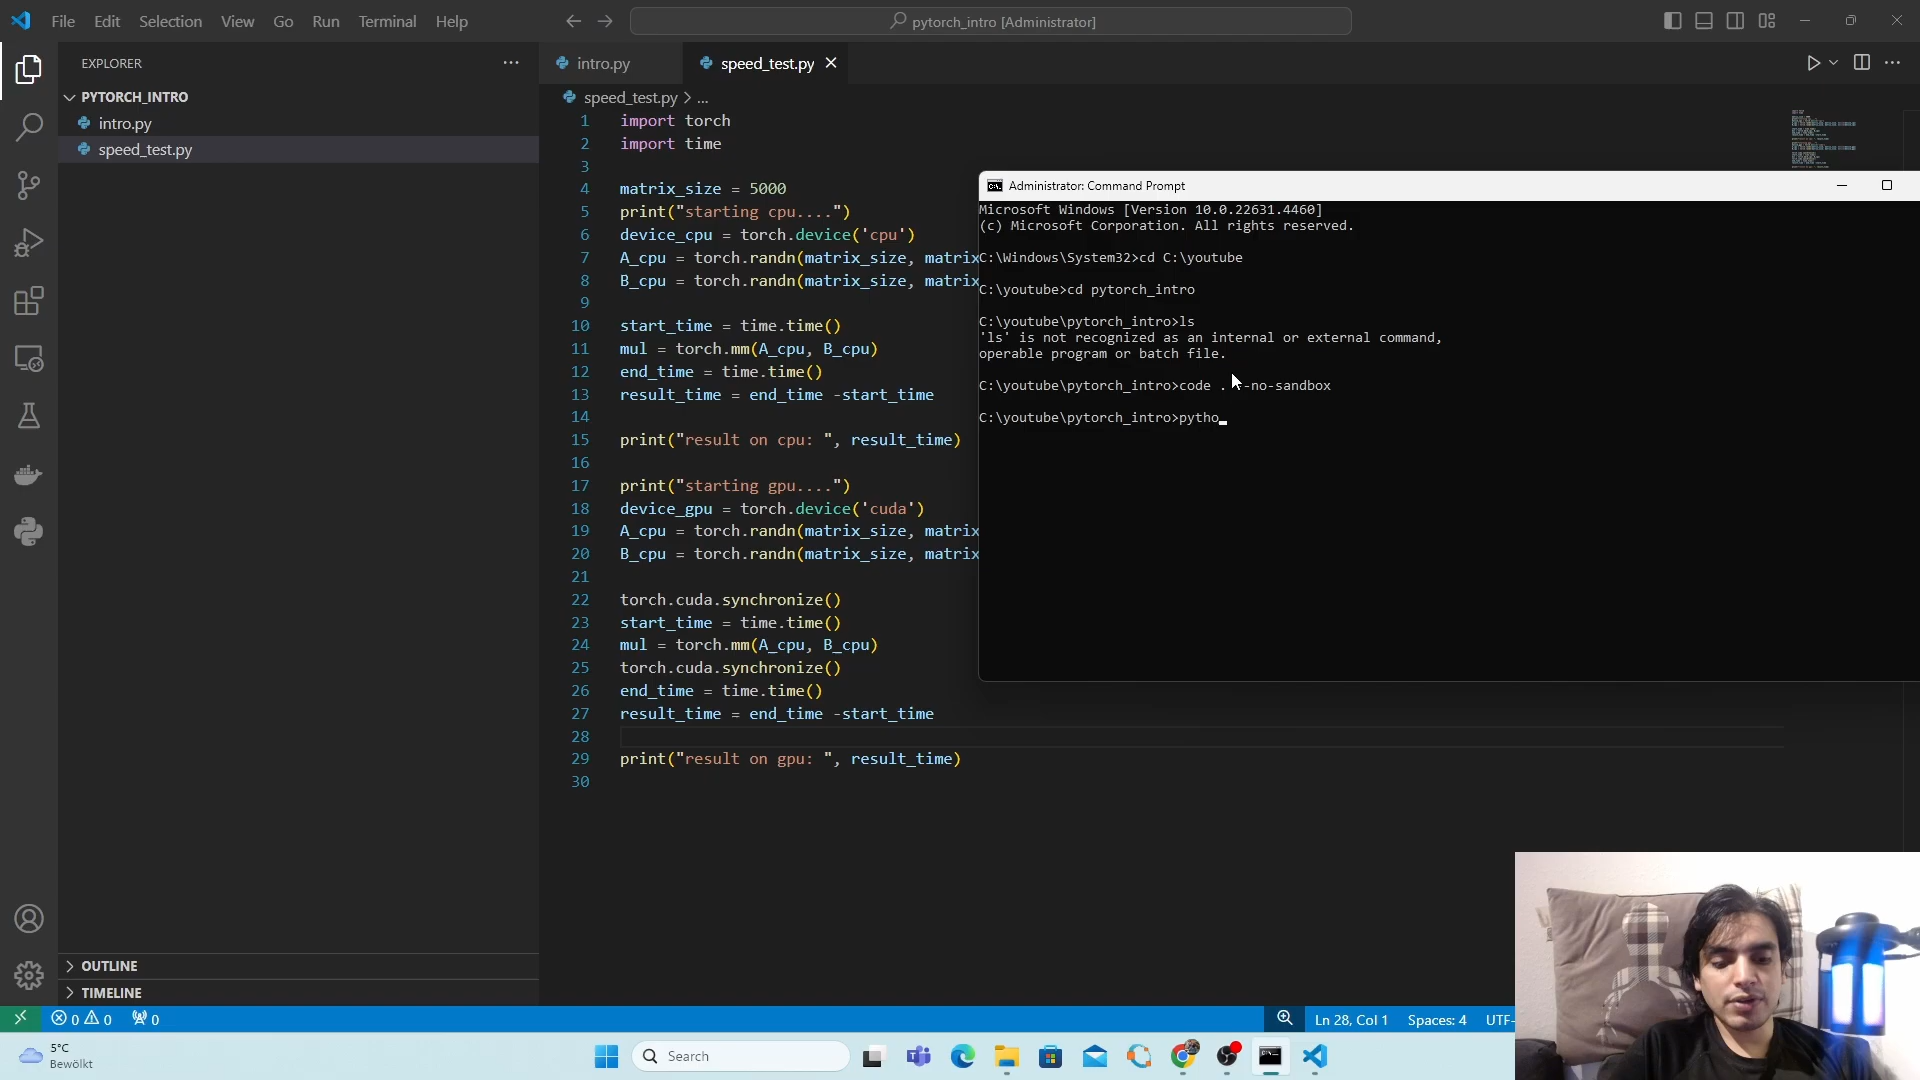 File Edit Selection View Go Run Terminal Help
pytorch_intro [Administrator]
EXPLORER
PYTORCH_INTRO
intro.py
speed_test.py
OUTLINE
TIMELINE
intro.py
speed_test.py
speed_test.py > ...
1 import torch
2 import time
3
4 matrix_size = 5000
5 print("starting cpu....")
6 device_cpu = torch.device('cpu')
7 A_cpu = torch.randn(matrix_size, matrix
8 B_cpu = torch.randn(matrix_size, matrix
9
10 start_time = time.time()
11 mul = torch.mm(A_cpu, B_cpu)
12 end_time = time.time()
13 result_time = end_time -start_time
14
15 print("result on cpu: ", result_time)
16
17 print("starting gpu....")
18 device_gpu = torch.device('cuda')
19 A_cpu = torch.randn(matrix_size, matrix
20 B_cpu = torch.randn(matrix_size, matrix
21
22 torch.cuda.synchronize()
23 start_time = time.time()
24 mul = torch.mm(A_cpu, B_cpu)
25 torch.cuda.synchronize()
26 end_time = time.time()
27 result_time = end_time -start_time
28
29 print("result on gpu: ", result_time)
30
Administrator: Command Prompt
Microsoft Windows [Version 10.0.22631.4460]
(c) Microsoft Corporation. All rights reserved.
C:\Windows\System32>cd C:\youtube
C:\youtube>cd pytorch_intro
C:\youtube\pytorch_intro>ls
'ls' is not recognized as an internal or external command,
operable program or batch file.
C:\youtube\pytorch_intro>code . --no-sandbox
C:\youtube\pytorch_intro>pytho_
0 0 0
Ln 28, Col 1 Spaces: 4 UTF-
5°C
Bewölkt
Search